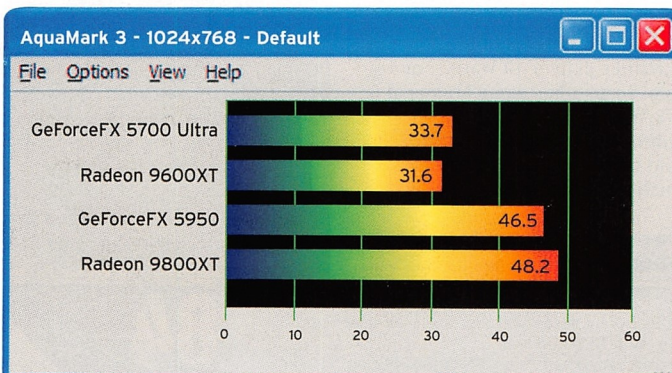 AquaMark 3 - 1024x768 - Default
File Options View Help
GeForceFX 5700 Ultra 33.7
Radeon 9600XT 31.6
GeForceFX 5950 46.5
Radeon 9800XT 48.2
0 10 20 30 40 50 60